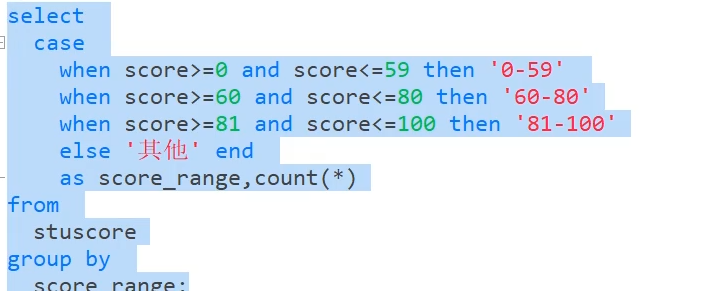 select
case
when score>=0 and score<=59 then '0-59'
when score>=60 and score<=80 then '60-80'
when score>=81 and score<=100 then '81-100'
else '其他' end
as score_range,count(*)
from
stuscore
group by
score_range;